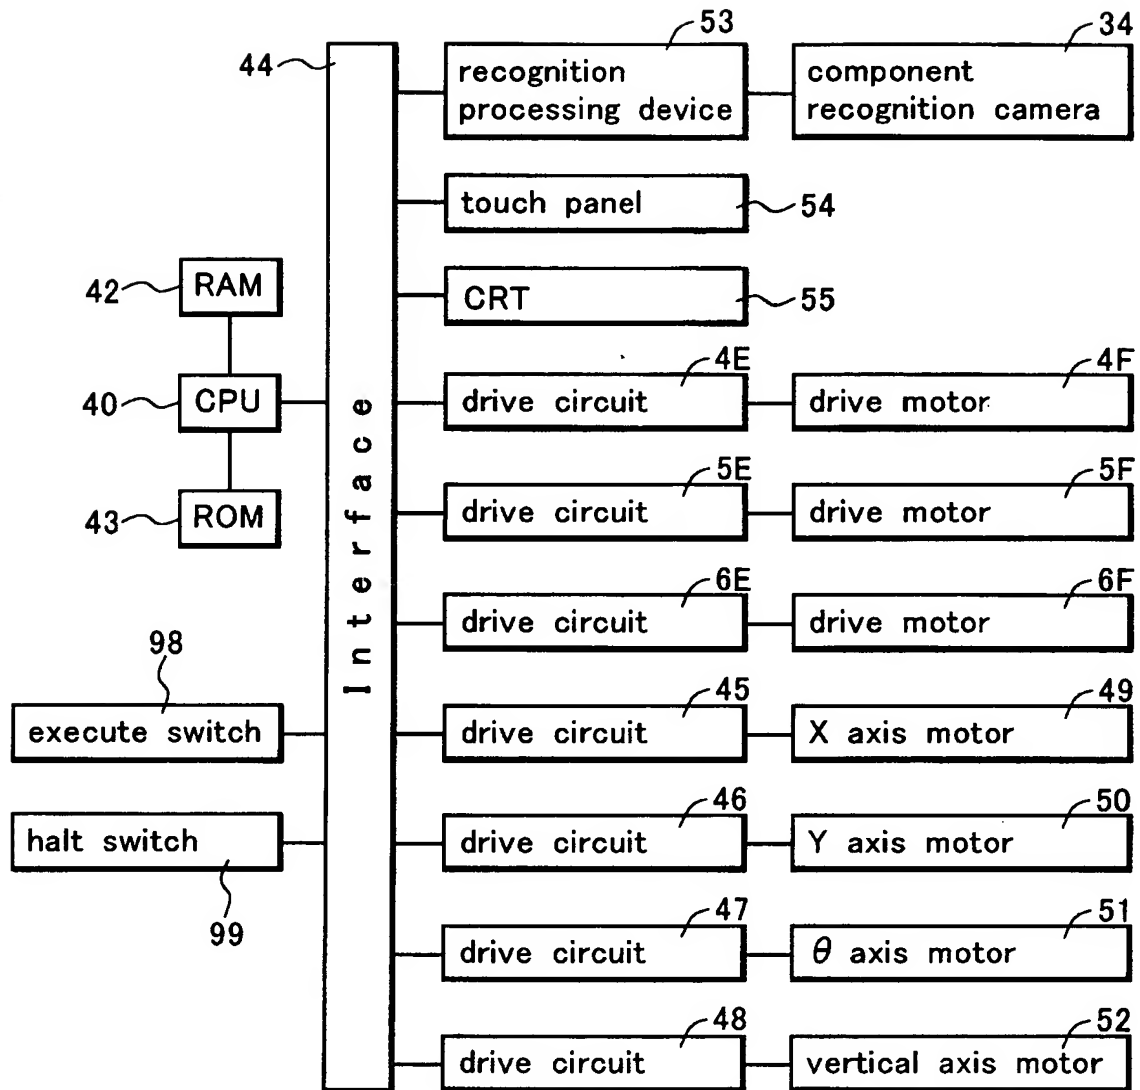 53
34
44
recognition
processing device
component
recognition camera
touch panel
54
42
RAM
CRT
55
4E
4F
40
CPU
drive circuit
drive motor
5E
5F
43
ROM
drive circuit
drive motor
6E
6F
drive circuit
drive motor
Interface
98
45
49
execute switch
drive circuit
X axis motor
46
50
halt switch
drive circuit
Y axis motor
99
47
51
drive circuit
θ axis motor
48
52
drive circuit
vertical axis motor